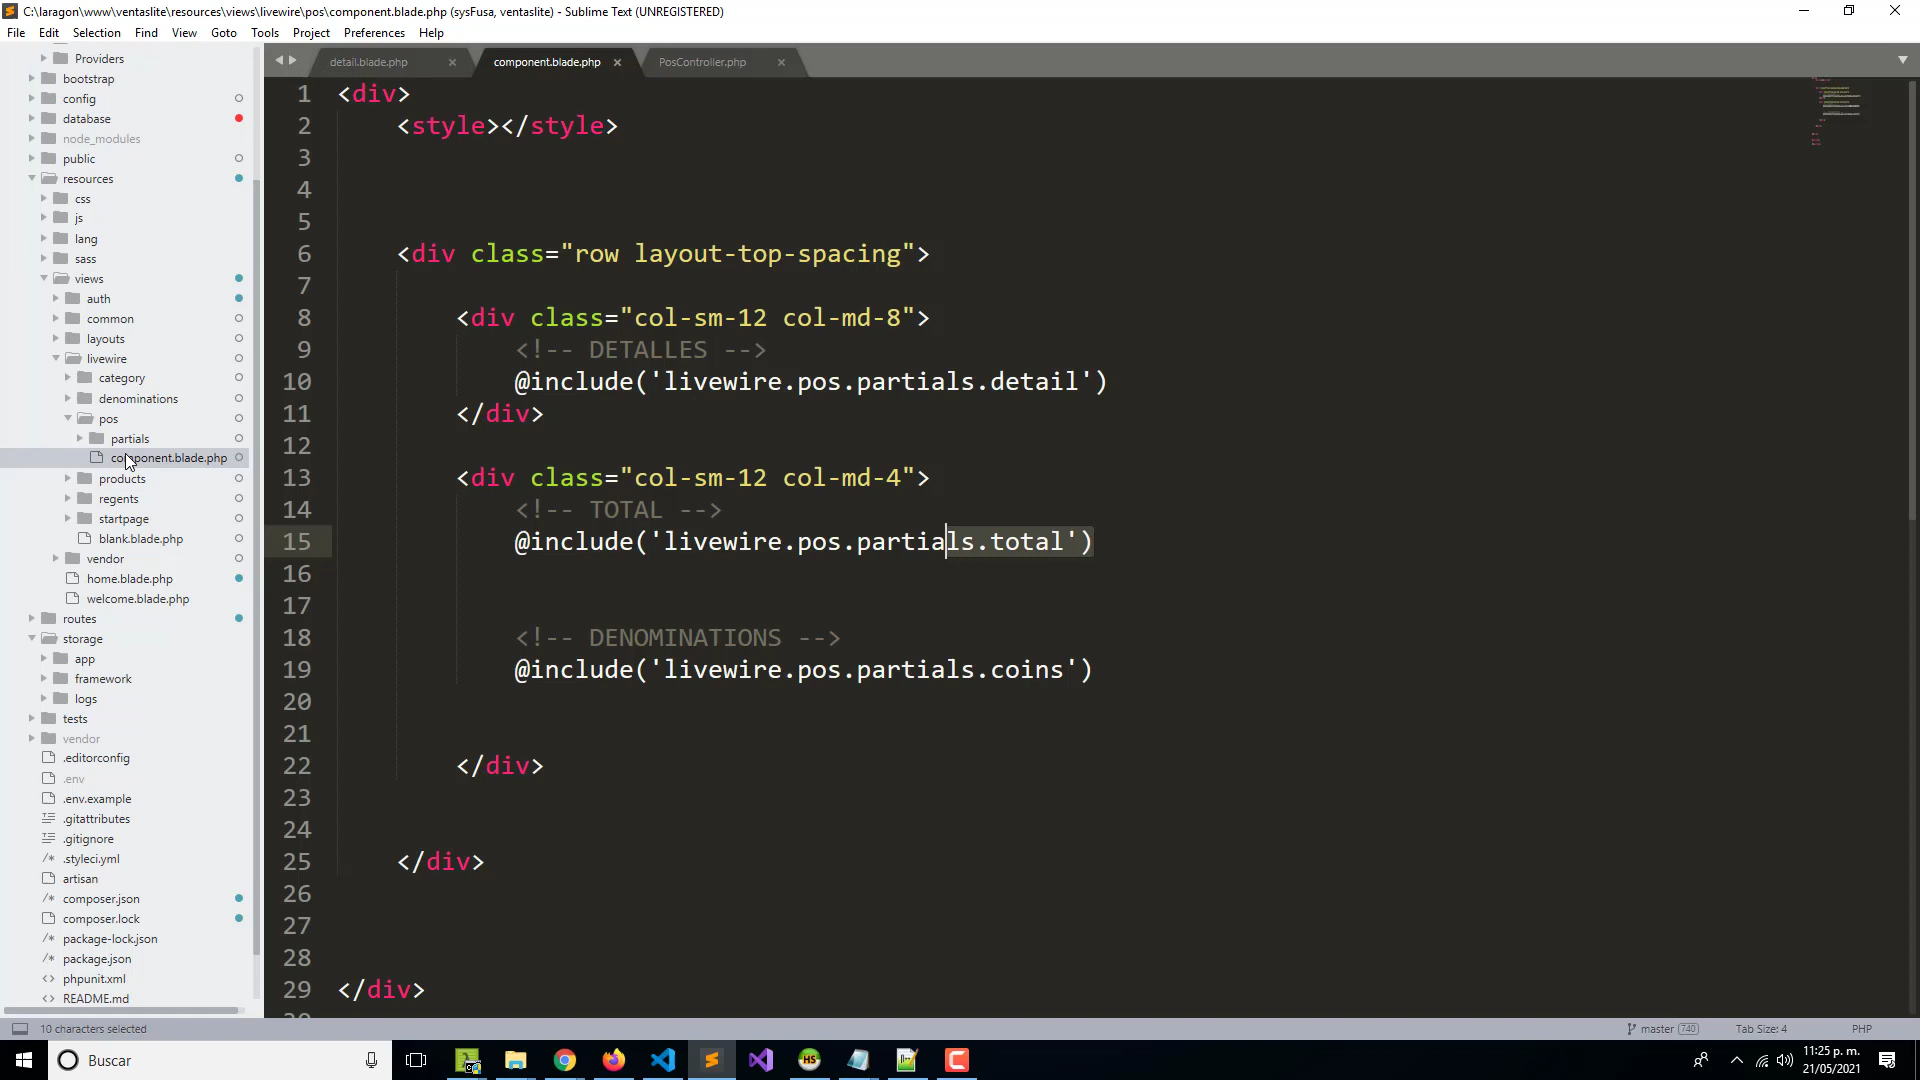 C:\laragon\www\ventaslite\resources\views\livewire\pos\component.blade.php (sysFusa, ventaslite) - Sublime Text (UNREGISTERED)
File Edit Selection Find View Goto Tools Project Preferences Help
detail.blade.php component.blade.php PosController.php
Providers
bootstrap
config
database
node_modules
public
resources
css
js
lang
sass
views
auth
common
layouts
livewire
category
denominations
pos
partials
component.blade.php
products
regents
startpage
blank.blade.php
vendor
home.blade.php
welcome.blade.php
routes
storage
app
framework
logs
tests
vendor
.editorconfig
.env
.env.example
.gitattributes
.gitignore
.styleci.yml
artisan
composer.json
composer.lock
package-lock.json
package.json
phpunit.xml
README.md
1 <div>
2 <style></style>
3
4
5
6 <div class="row layout-top-spacing">
7
8 <div class="col-sm-12 col-md-8">
9 <!-- DETALLES -->
10 @include('livewire.pos.partials.detail')
11 </div>
12
13 <div class="col-sm-12 col-md-4">
14 <!-- TOTAL -->
15 @include('livewire.pos.partials.total')
16
17
18 <!-- DENOMINATIONS -->
19 @include('livewire.pos.partials.coins')
20
21
22 </div>
23
24
25 </div>
26
27
28
29 </div>
10 characters selected master 740 Tab Size: 4 PHP
Buscar
11:25 p. m.
21/05/2021